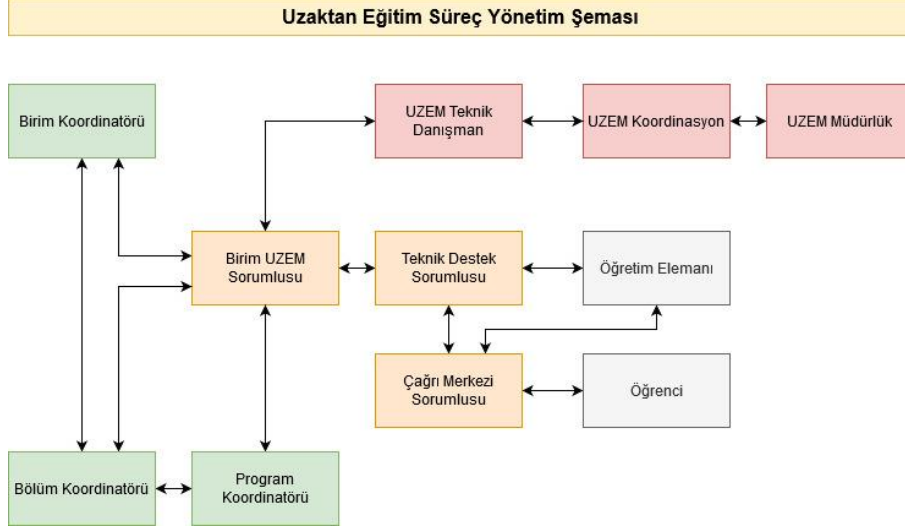 Uzaktan Eğitim Süreç Yönetim Şeması
Birim Koordinatörü
UZEM Teknik
Danışman
UZEM Koordinasyon
UZEM Müdürlük
Birim UZEM
Sorumlusu
Teknik Destek
Sorumlusu
Öğretim Elemanı
Çağrı Merkezi
Sorumlusu
Öğrenci
Bölüm Koordinatörü
Program
Koordinatörü